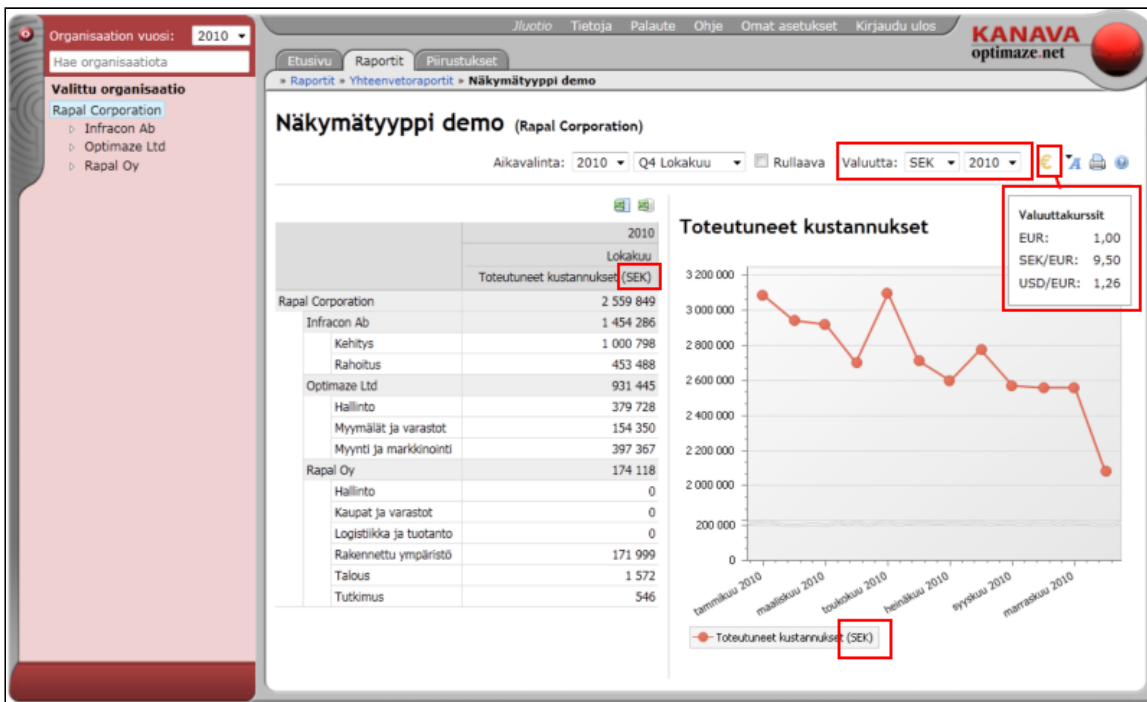 Organisaation vuosi: 2010
Hae organisaatiota
Valittu organisaatio
Rapal Corporation
Infracon Ab
Optimaze Ltd
Rapal Oy
Jluotio Tietoja Palaute Ohje Omat asetukset Kirjaudu ulos
KANAVA
optimaze.net
Etusivu Raportit Piirustukset
» Raportit » Yhteenvetoraportit » Näkymätyyppi demo
Näkymätyyppi demo (Rapal Corporation)
Aikavalinta: 2010 Q4 Lokakuu Rullaava Valuutta: SEK 2010 € A
Valuuttakurssit
EUR: 1,00
SEK/EUR: 9,50
USD/EUR: 1,26
2010
Lokakuu
Toteutuneet kustannukset (SEK)
Rapal Corporation 2 559 849
Infracon Ab 1 454 286
Kehitys 1 000 798
Rahoitus 453 488
Optimaze Ltd 931 445
Hallinto 379 728
Myymälät ja varastot 154 350
Myynti ja markkinointi 397 367
Rapal Oy 174 118
Hallinto 0
Kaupat ja varastot 0
Logistiikka ja tuotanto 0
Rakennettu ympäristö 171 999
Talous 1 572
Tutkimus 546
Toteutuneet kustannukset
3 200 000
3 000 000
2 800 000
2 600 000
2 400 000
2 200 000
2 000 000
200 000
0
tammikuu 2010 maaliskuu 2010 toukokuu 2010 heinäkuu 2010 syyskuu 2010 marraskuu 2010
Toteutuneet kustannukset (SEK)